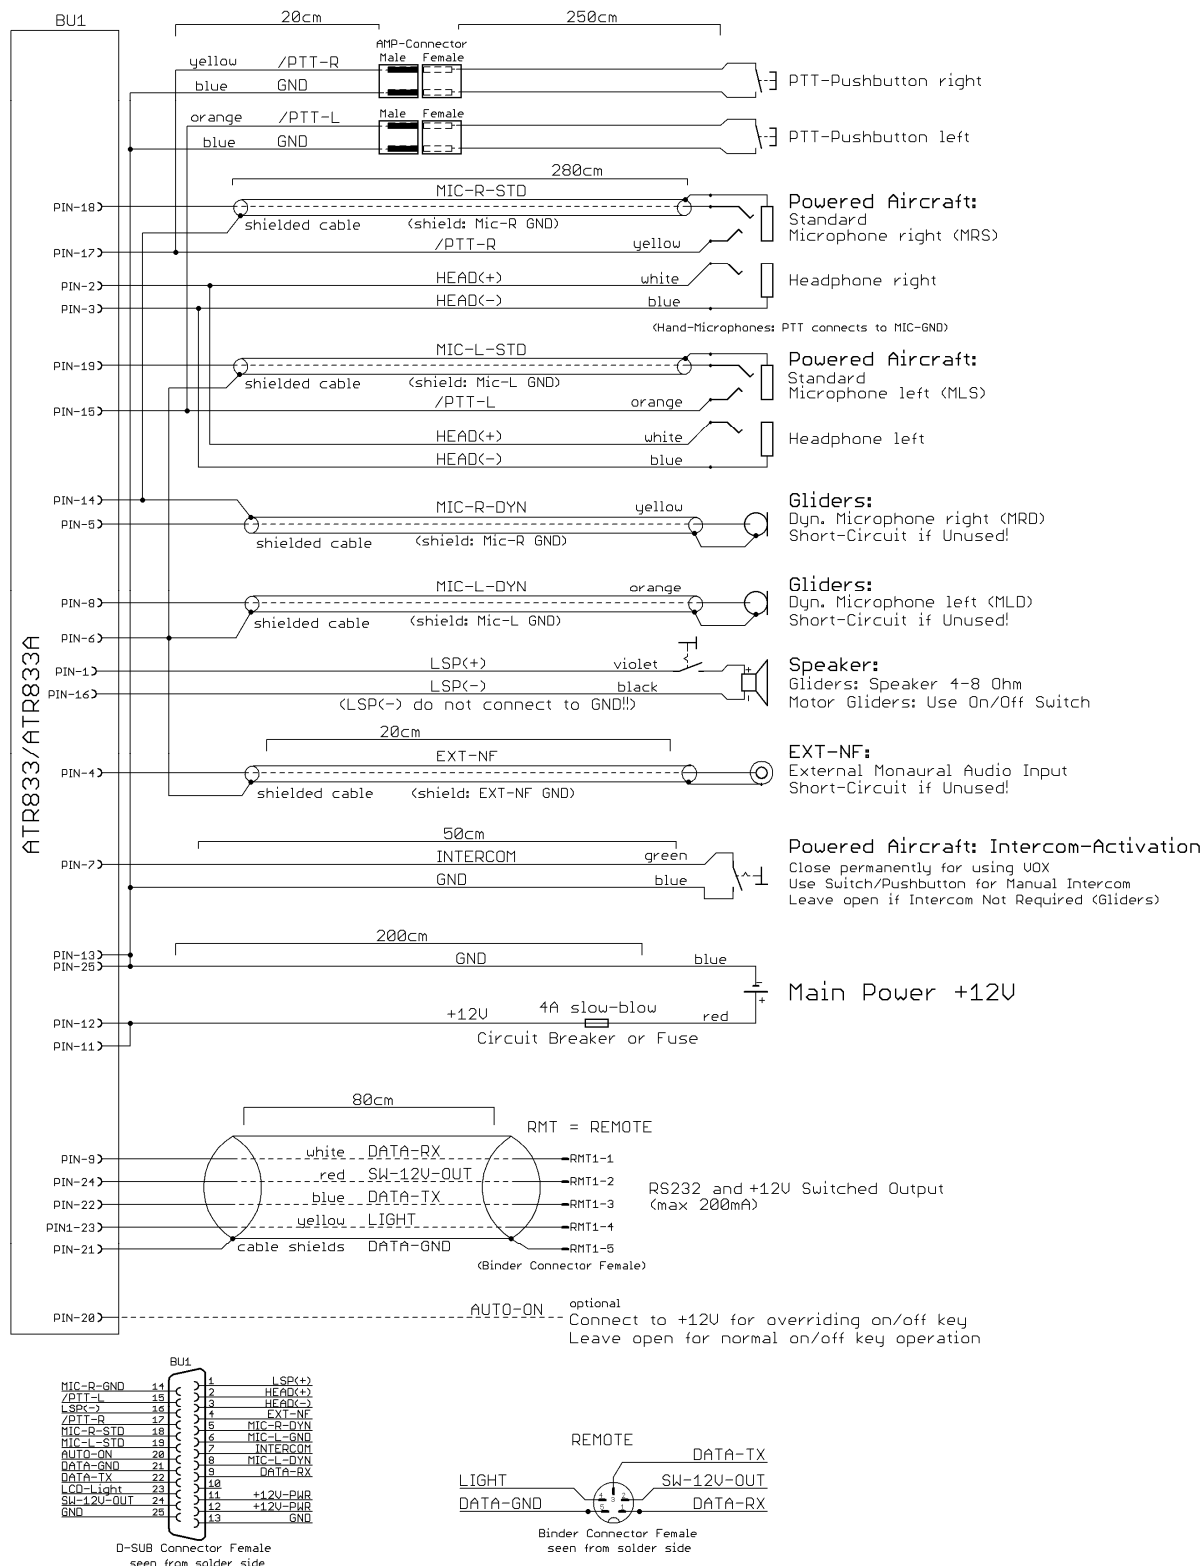 BU1
20cm
250cm
AMP-Connector
Male Female
yellow /PTT-R
blue GND
PTT-Pushbutton right
Male Female
orange /PTT-L
blue GND
PTT-Pushbutton left
280cm
MIC-R-STD
PIN-18
shielded cable (shield: Mic-R GND)
Powered Aircraft:
Standard
Microphone right (MRS)
/PTT-R yellow
PIN-17
HEAD(+) white
PIN-2
Headphone right
HEAD(-) blue
PIN-3
(Hand-Microphones: PTT connects to MIC-GND)
MIC-L-STD
PIN-19
shielded cable (shield: Mic-L GND)
Powered Aircraft:
Standard
Microphone left (MLS)
/PTT-L orange
PIN-15
HEAD(+) white
Headphone left
HEAD(-) blue
PIN-14
MIC-R-DYN yellow
PIN-5
shielded cable (shield: Mic-R GND)
Gliders:
Dyn. Microphone right (MRD)
Short-Circuit if Unused!
MIC-L-DYN orange
PIN-8
shielded cable (shield: Mic-L GND)
Gliders:
Dyn. Microphone left (MLD)
Short-Circuit if Unused!
PIN-6
ATR833/ATR833A
LSP(+) violet
PIN-1
LSP(-) black
PIN-16
(LSP(-) do not connect to GND!!)
+
-
Speaker:
Gliders: Speaker 4-8 Ohm
Motor Gliders: Use On/Off Switch
20cm
EXT-NF
PIN-4
shielded cable (shield: EXT-NF GND)
EXT-NF:
External Monaural Audio Input
Short-Circuit if Unused!
50cm
INTERCOM green
PIN-7
GND blue
Powered Aircraft: Intercom-Activation
Close permanently for using VOX
Use Switch/Pushbutton for Manual Intercom
Leave open if Intercom Not Required (Gliders)
200cm
PIN-13
PIN-25
GND blue
-
+
Main Power +12V
PIN-12
+12V 4A slow-blow red
Circuit Breaker or Fuse
PIN-11
80cm
RMT = REMOTE
PIN-9 white DATA-RX RMT1-1
PIN-24 red SW-12V-OUT RMT1-2
PIN-22 blue DATA-TX RMT1-3
PIN1-23 yellow LIGHT RMT1-4
PIN-21 cable shields DATA-GND RMT1-5
RS232 and +12V Switched Output
(max 200mA)
(Binder Connector Female)
PIN-20 AUTO-ON
optional
Connect to +12V for overriding on/off key
Leave open for normal on/off key operation
BU1
MIC-R-GND 14
/PTT-L 15
LSP(-) 16
/PTT-R 17
MIC-R-STD 18
MIC-L-STD 19
AUTO-ON 20
DATA-GND 21
DATA-TX 22
LCD-Light 23
SW-12V-OUT 24
GND 25
1 LSP(+)
2 HEAD(+)
3 HEAD(-)
4 EXT-NF
5 MIC-R-DYN
6 MIC-L-GND
7 INTERCOM
8 MIC-L-DYN
9 DATA-RX
10
11 +12V-PWR
12 +12V-PWR
13 GND
D-SUB Connector Female
seen from solder side
REMOTE
DATA-TX
LIGHT SW-12V-OUT
DATA-GND DATA-RX
4 3 2
5 1
Binder Connector Female
seen from solder side